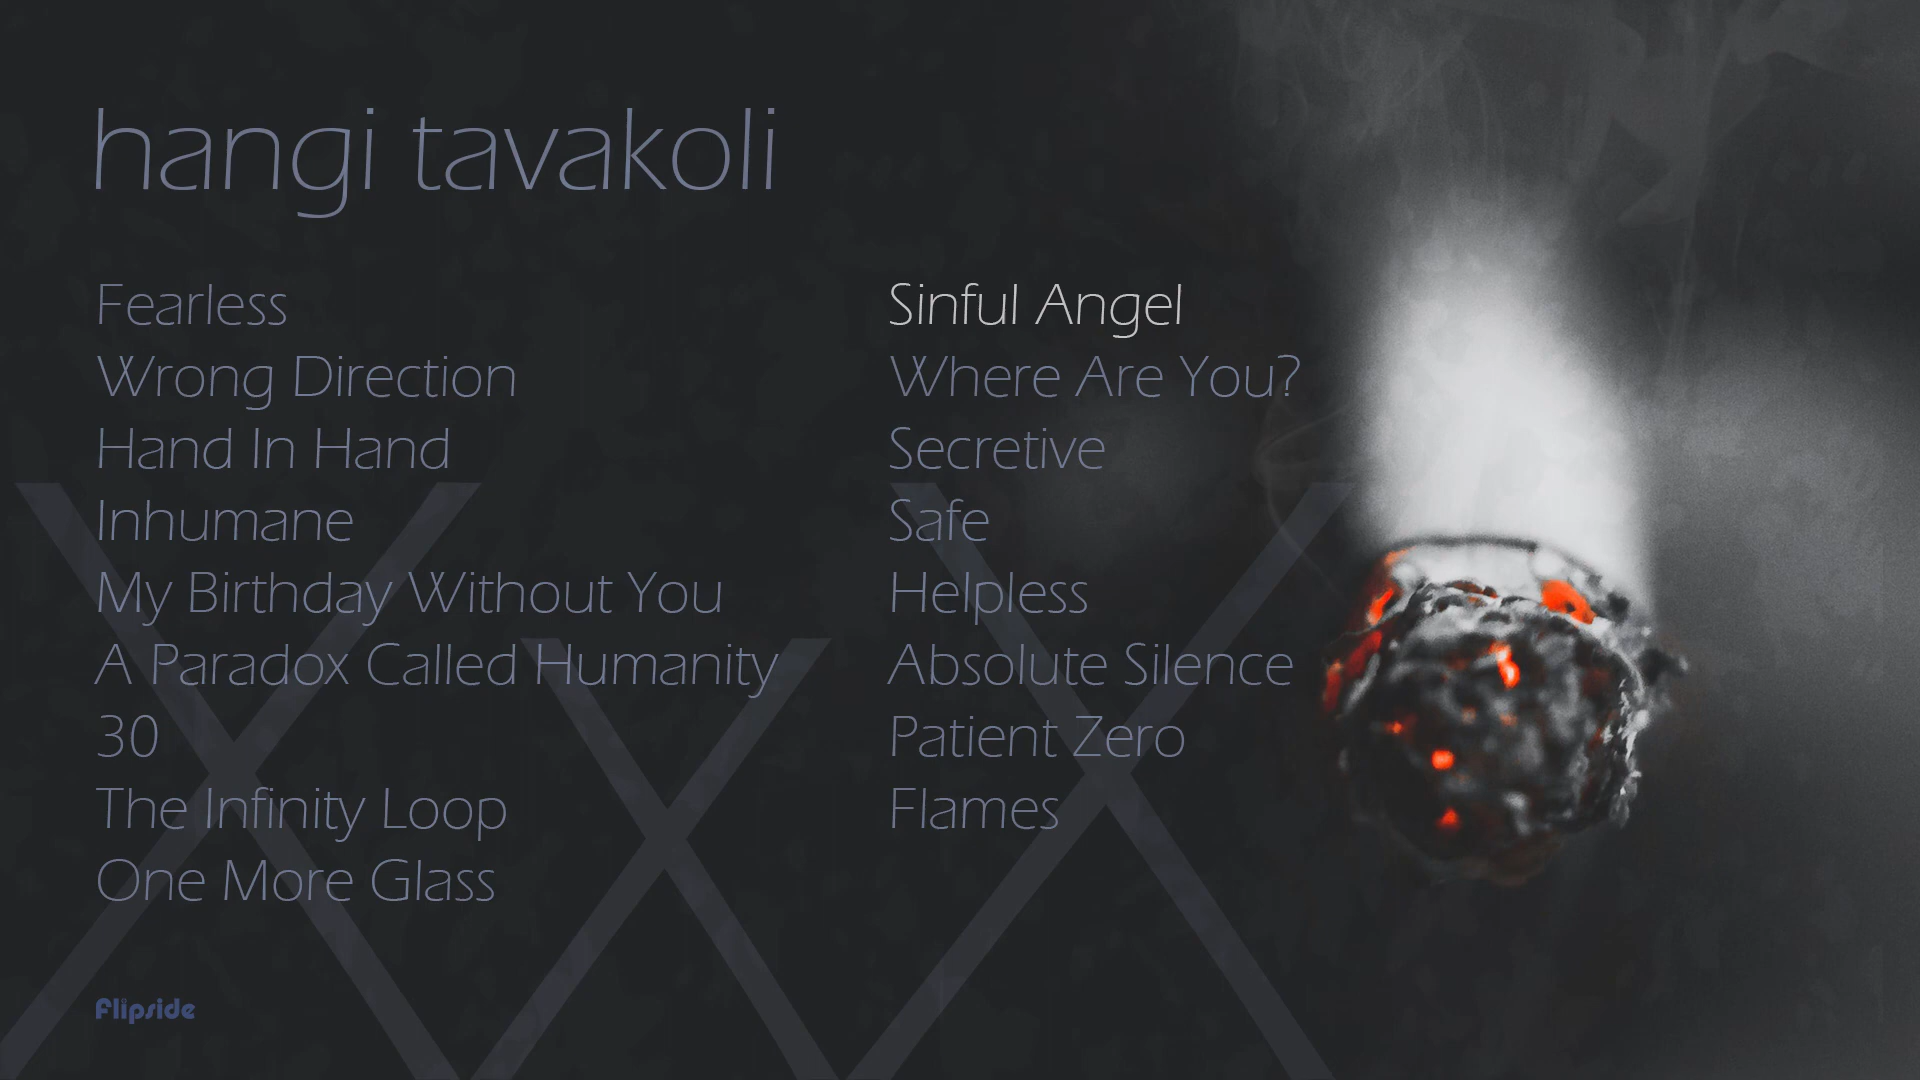 hangi tavakoli
Fearless
Wrong Direction
Hand In Hand
Inhumane
My Birthday Without You
A Paradox Called Humanity
30
The Infinity Loop
One More Glass
Sinful Angel
Where Are You?
Secretive
Safe
Helpless
Absolute Silence
Patient Zero
Flames
Flipside